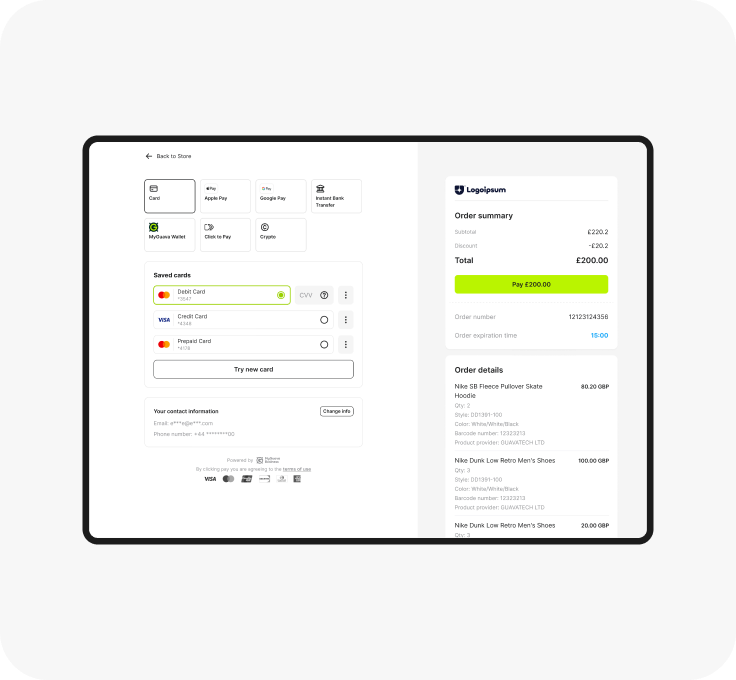 Back to Store
Card
Pay
Apple Pay
G Pay
Google Pay
Instant Bank
Transfer
MyGuava Wallet
Click to Pay
Crypto
Saved cards
Debit Card
CVV
Credit Card
VISA
Prepaid Card
Try new card
Your contact information
Change info
Email: e***e@e***.com
Phone number: +44 ********00
Powered by
By clicking pay you are agreeing to the terms of use
VISA
Logoipsum
Order summary
Subtotal £220.2
Discount -£20.2
Total £200.00
Pay £200.00
Order number 12123124356
Order expiration time 15:00
Order details
Nike SB Fleece Pullover Skate 80.20 GBP
Hoodie
Qty: 2
Style: DD1391-100
Color: White/White/Black
Barcode number: 12323213
Product provider: GUAVATECH LTD
Nike Dunk Low Retro Men's Shoes 100.00 GBP
Qty: 3
Style: DD1391-100
Color: White/White/Black
Barcode number: 12323213
Product provider: GUAVATECH LTD
Nike Dunk Low Retro Men's Shoes 20.00 GBP
Qty: 3